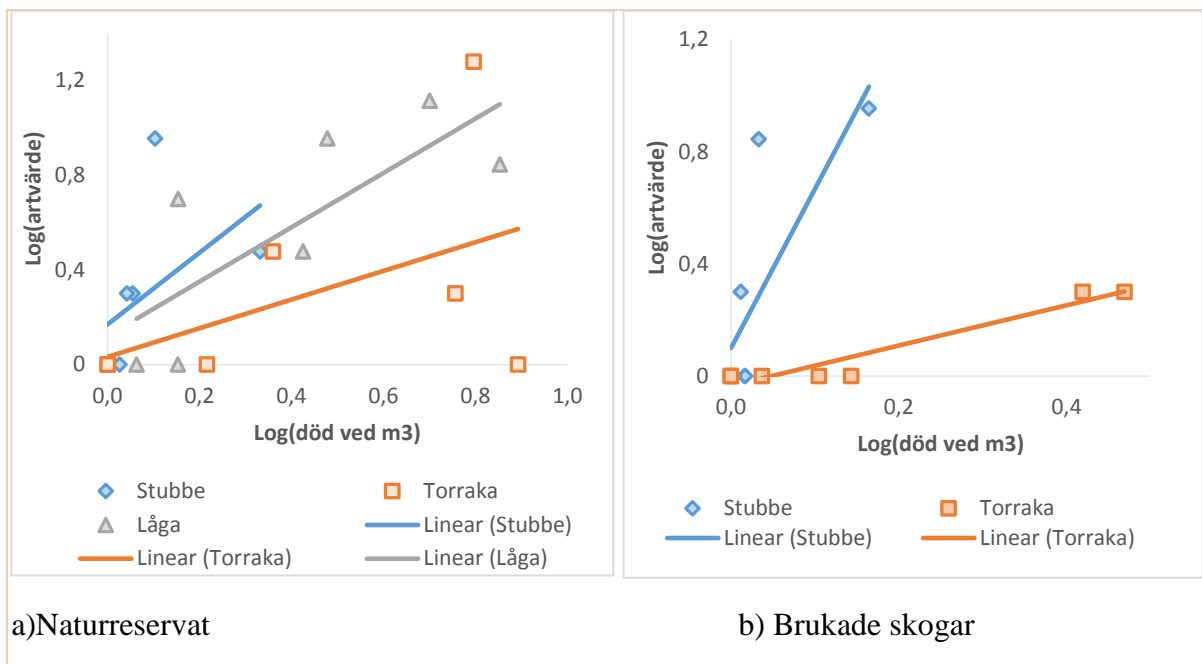 1,2
0,8
0,4
0
0,0 0,2 0,4 0,6 0,8 1,0
Log(artvärde)
Log(död ved m3)
Stubbe Torraka
Låga Linear (Stubbe)
Linear (Torraka) Linear (Låga)
a)Naturreservat
1,2
0,8
0,4
0
0,0 0,2 0,4
Log(artvärde)
Log(död ved m3)
Stubbe Torraka
Linear (Stubbe) Linear (Torraka)
b) Brukade skogar